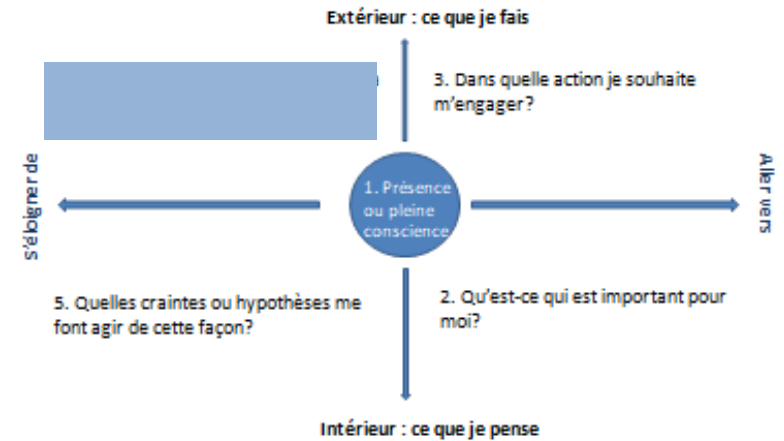 Extérieur : ce que je fais
3. Dans quelle action je souhaite
m'engager?
S'éloigner de
1. Présence
ou pleine
conscience
Aller vers
5. Quelles craintes ou hypothèses me
font agir de cette façon?
2. Qu'est-ce qui est important pour
moi?
Intérieur : ce que je pense